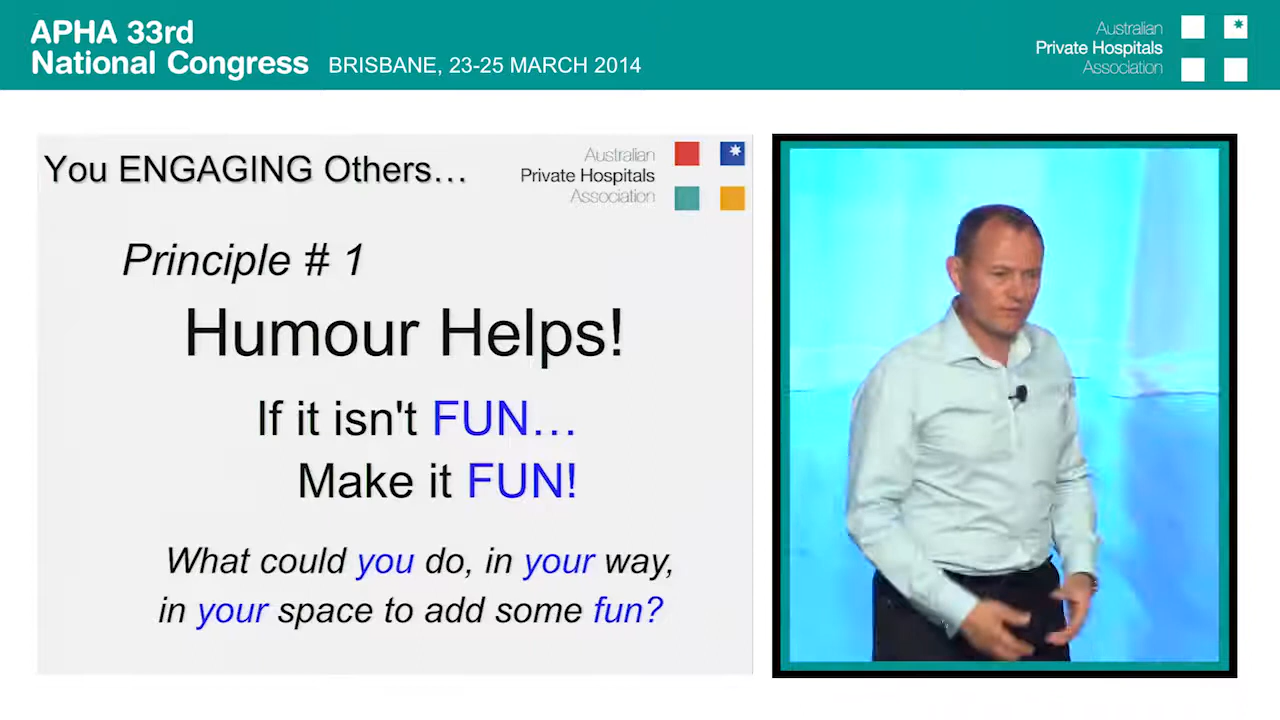 APHA 33rd
National Congress BRISBANE, 23-25 MARCH 2014
Australian
Private Hospitals
Association
You ENGAGING Others…
Australian
Private Hospitals
Association
Principle # 1
Humour Helps!
If it isn't FUN…
Make it FUN!
What could you do, in your way,
in your space to add some fun?